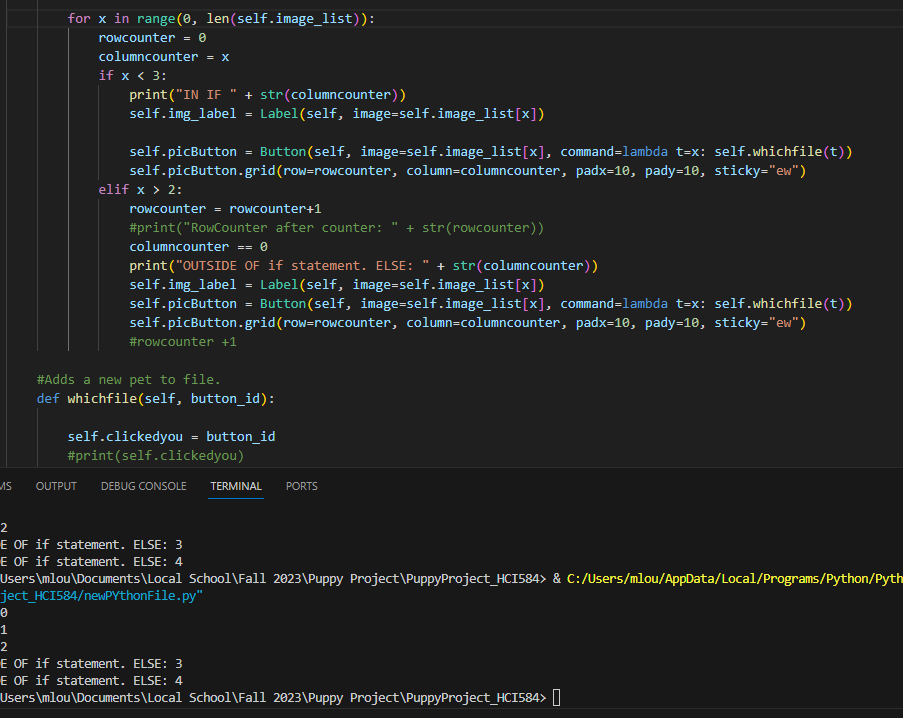 for x in range(0, len(self.image_list)):
rowcounter = 0
columncounter = x
if x < 3:
print("IN IF " + str(columncounter))
self.img_label = Label(self, image=self.image_list[x])
self.picButton = Button(self, image=self.image_list[x], command=lambda t=x: self.whichfile(t))
self.picButton.grid(row=rowcounter, column=columncounter, padx=10, pady=10, sticky="ew")
elif x > 2:
rowcounter = rowcounter+1
#print("RowCounter after counter: " + str(rowcounter))
columncounter == 0
print("OUTSIDE OF if statement. ELSE: " + str(columncounter))
self.img_label = Label(self, image=self.image_list[x])
self.picButton = Button(self, image=self.image_list[x], command=lambda t=x: self.whichfile(t))
self.picButton.grid(row=rowcounter, column=columncounter, padx=10, pady=10, sticky="ew")
#rowcounter +1
#Adds a new pet to file.
def whichfile(self, button_id):
self.clickedyou = button_id
#print(self.clickedyou)
MS OUTPUT DEBUG CONSOLE TERMINAL PORTS
2
E OF if statement. ELSE: 3
E OF if statement. ELSE: 4
Users\mlou\Documents\Local School\Fall 2023\Puppy Project\PuppyProject_HCI584> & C:/Users/mlou/AppData/Local/Programs/Python/Pyth
ject_HCI584/newPYthonFile.py"
0
1
2
E OF if statement. ELSE: 3
E OF if statement. ELSE: 4
Users\mlou\Documents\Local School\Fall 2023\Puppy Project\PuppyProject_HCI584>